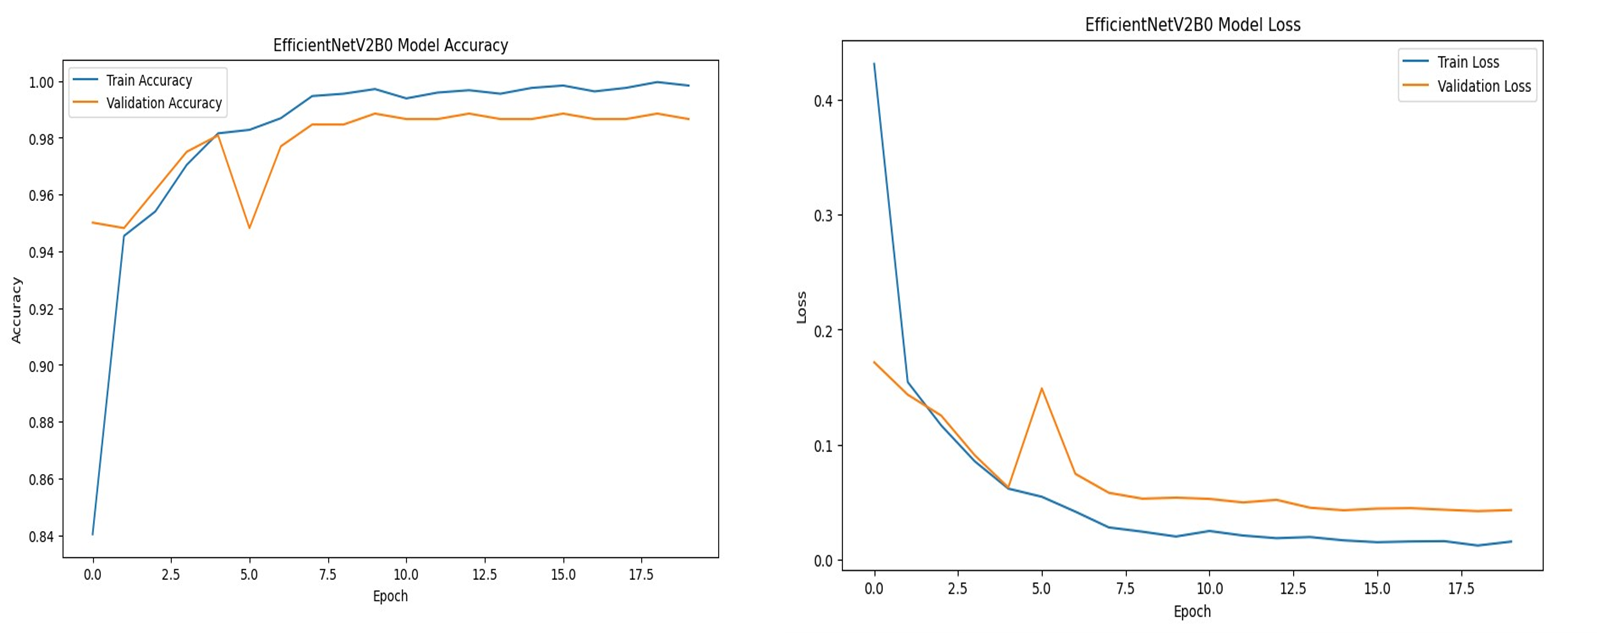 EfficientNetV2B0 Model Accuracy
Train Accuracy
Validation Accuracy
1.00
0.98
0.96
0.94
0.92
0.90
0.88
0.86
0.84
Accuracy
0.0 2.5 5.0 7.5 10.0 12.5 15.0 17.5
Epoch
EfficientNetV2B0 Model Loss
Train Loss
Validation Loss
0.4
0.3
0.2
0.1
0.0
Loss
0.0 2.5 5.0 7.5 10.0 12.5 15.0 17.5
Epoch